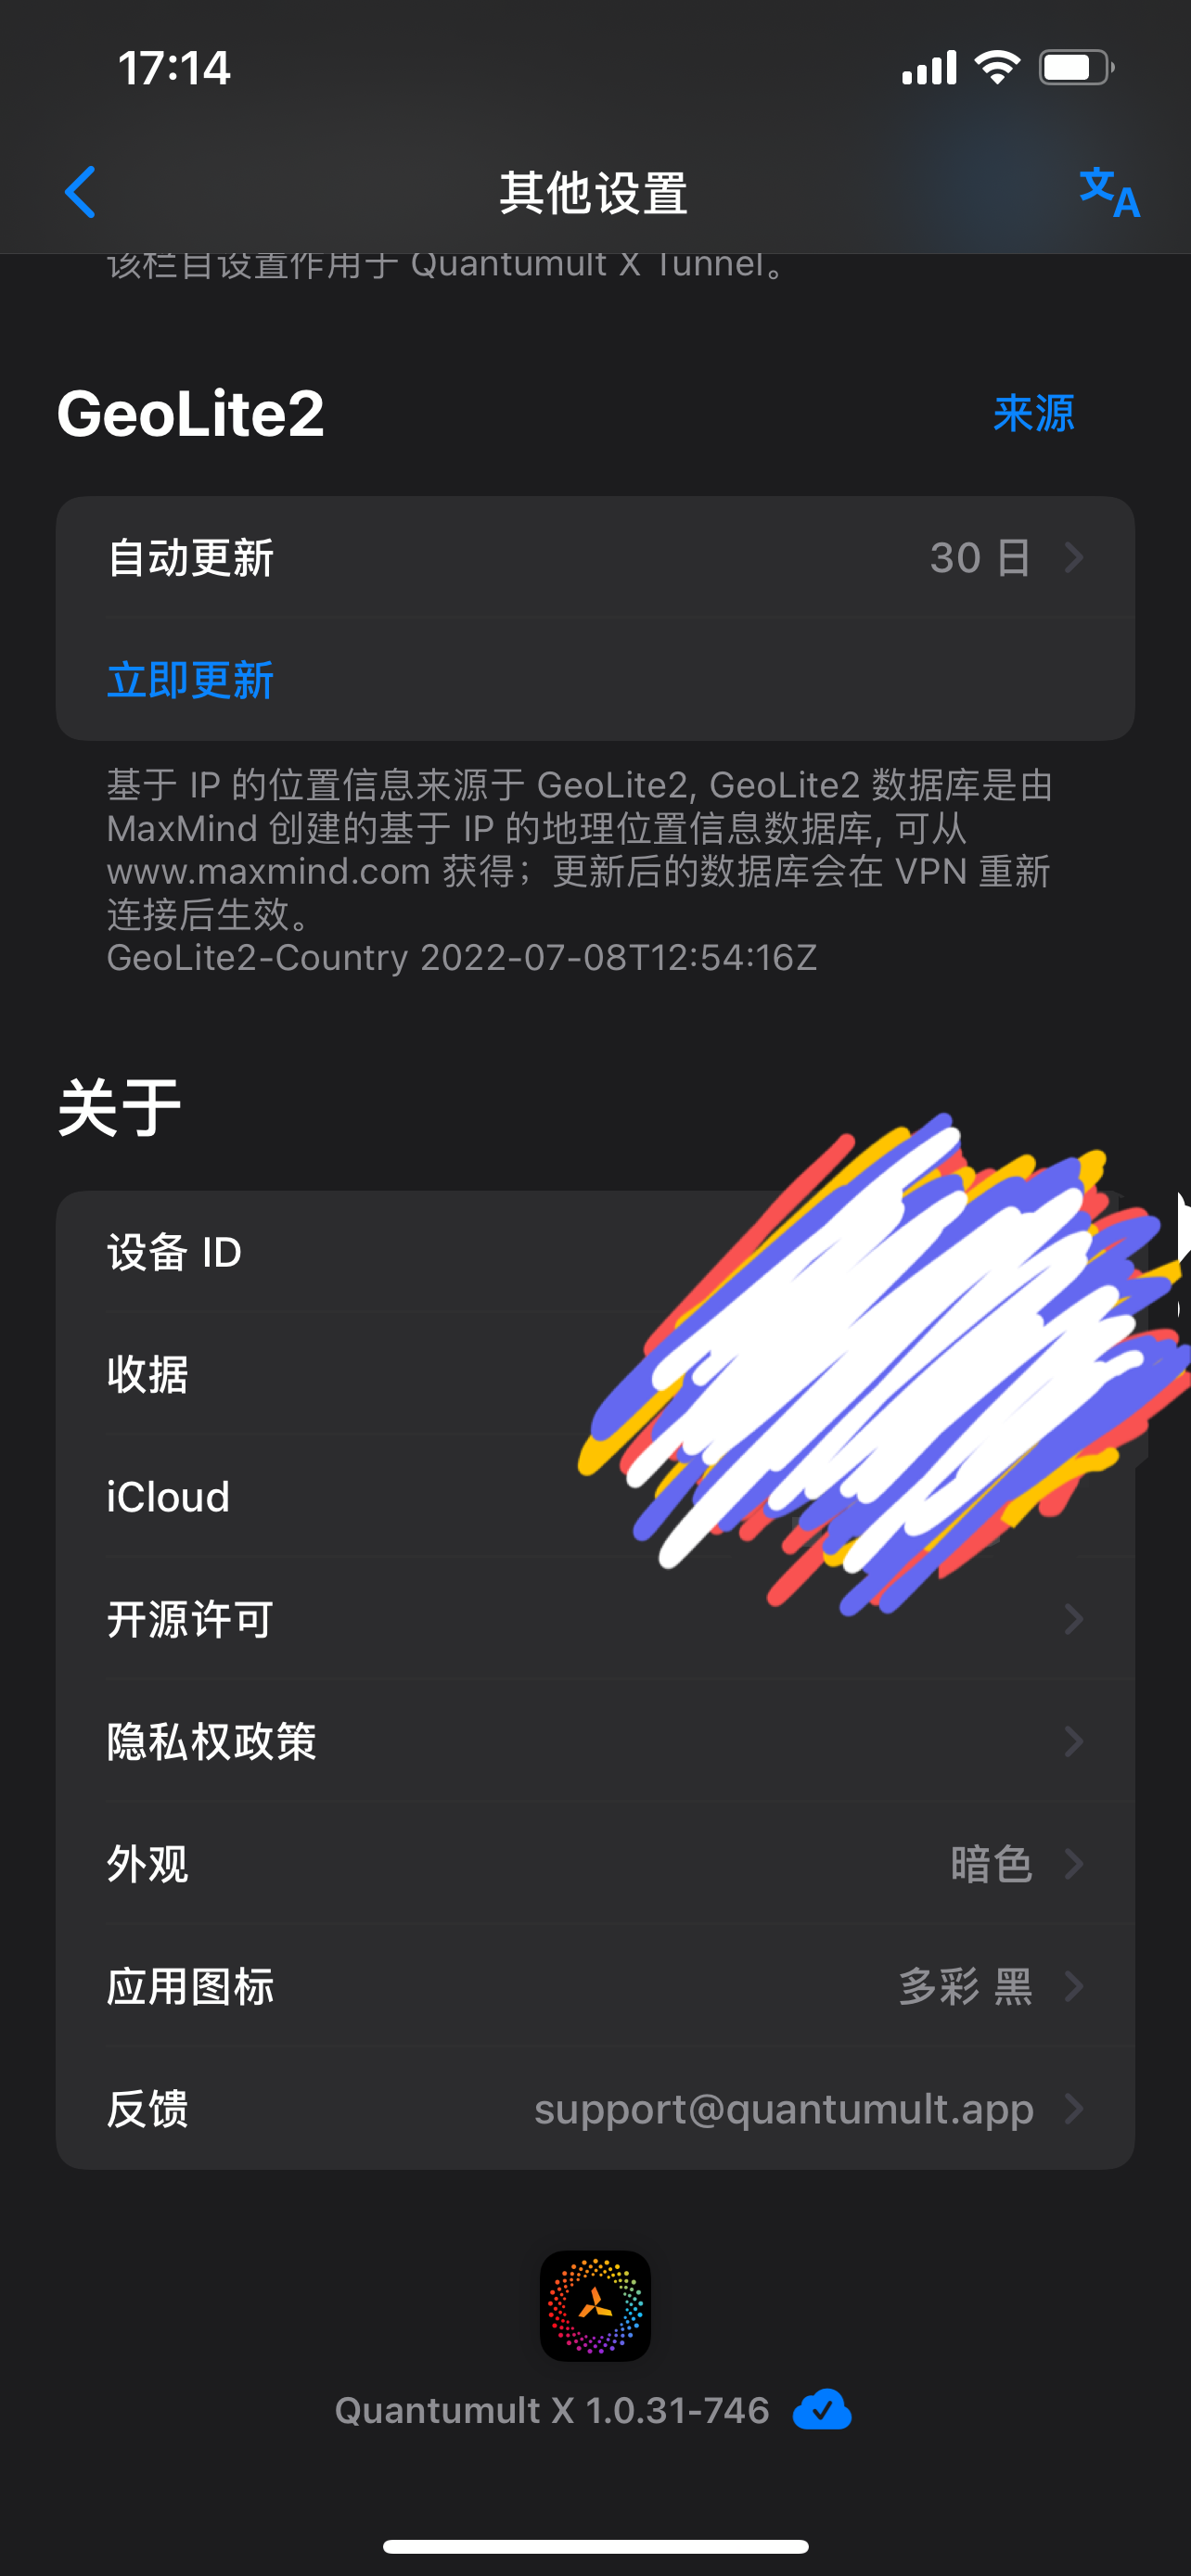 17:14
其他设置
文A
该栏目设置作用于 Quantumult X Tunnel。
GeoLite2
来源
自动更新
30 日
立即更新
基于 IP 的位置信息来源于 GeoLite2, GeoLite2 数据库是由
MaxMind 创建的基于 IP 的地理位置信息数据库, 可从
www.maxmind.com 获得；更新后的数据库会在 VPN 重新
连接后生效。
GeoLite2-Country 2022-07-08T12:54:16Z
关于
设备 ID
收据
iCloud
开源许可
隐私权政策
外观
暗色
应用图标
多彩 黑
反馈
support@quantumult.app
Quantumult X 1.0.31-746